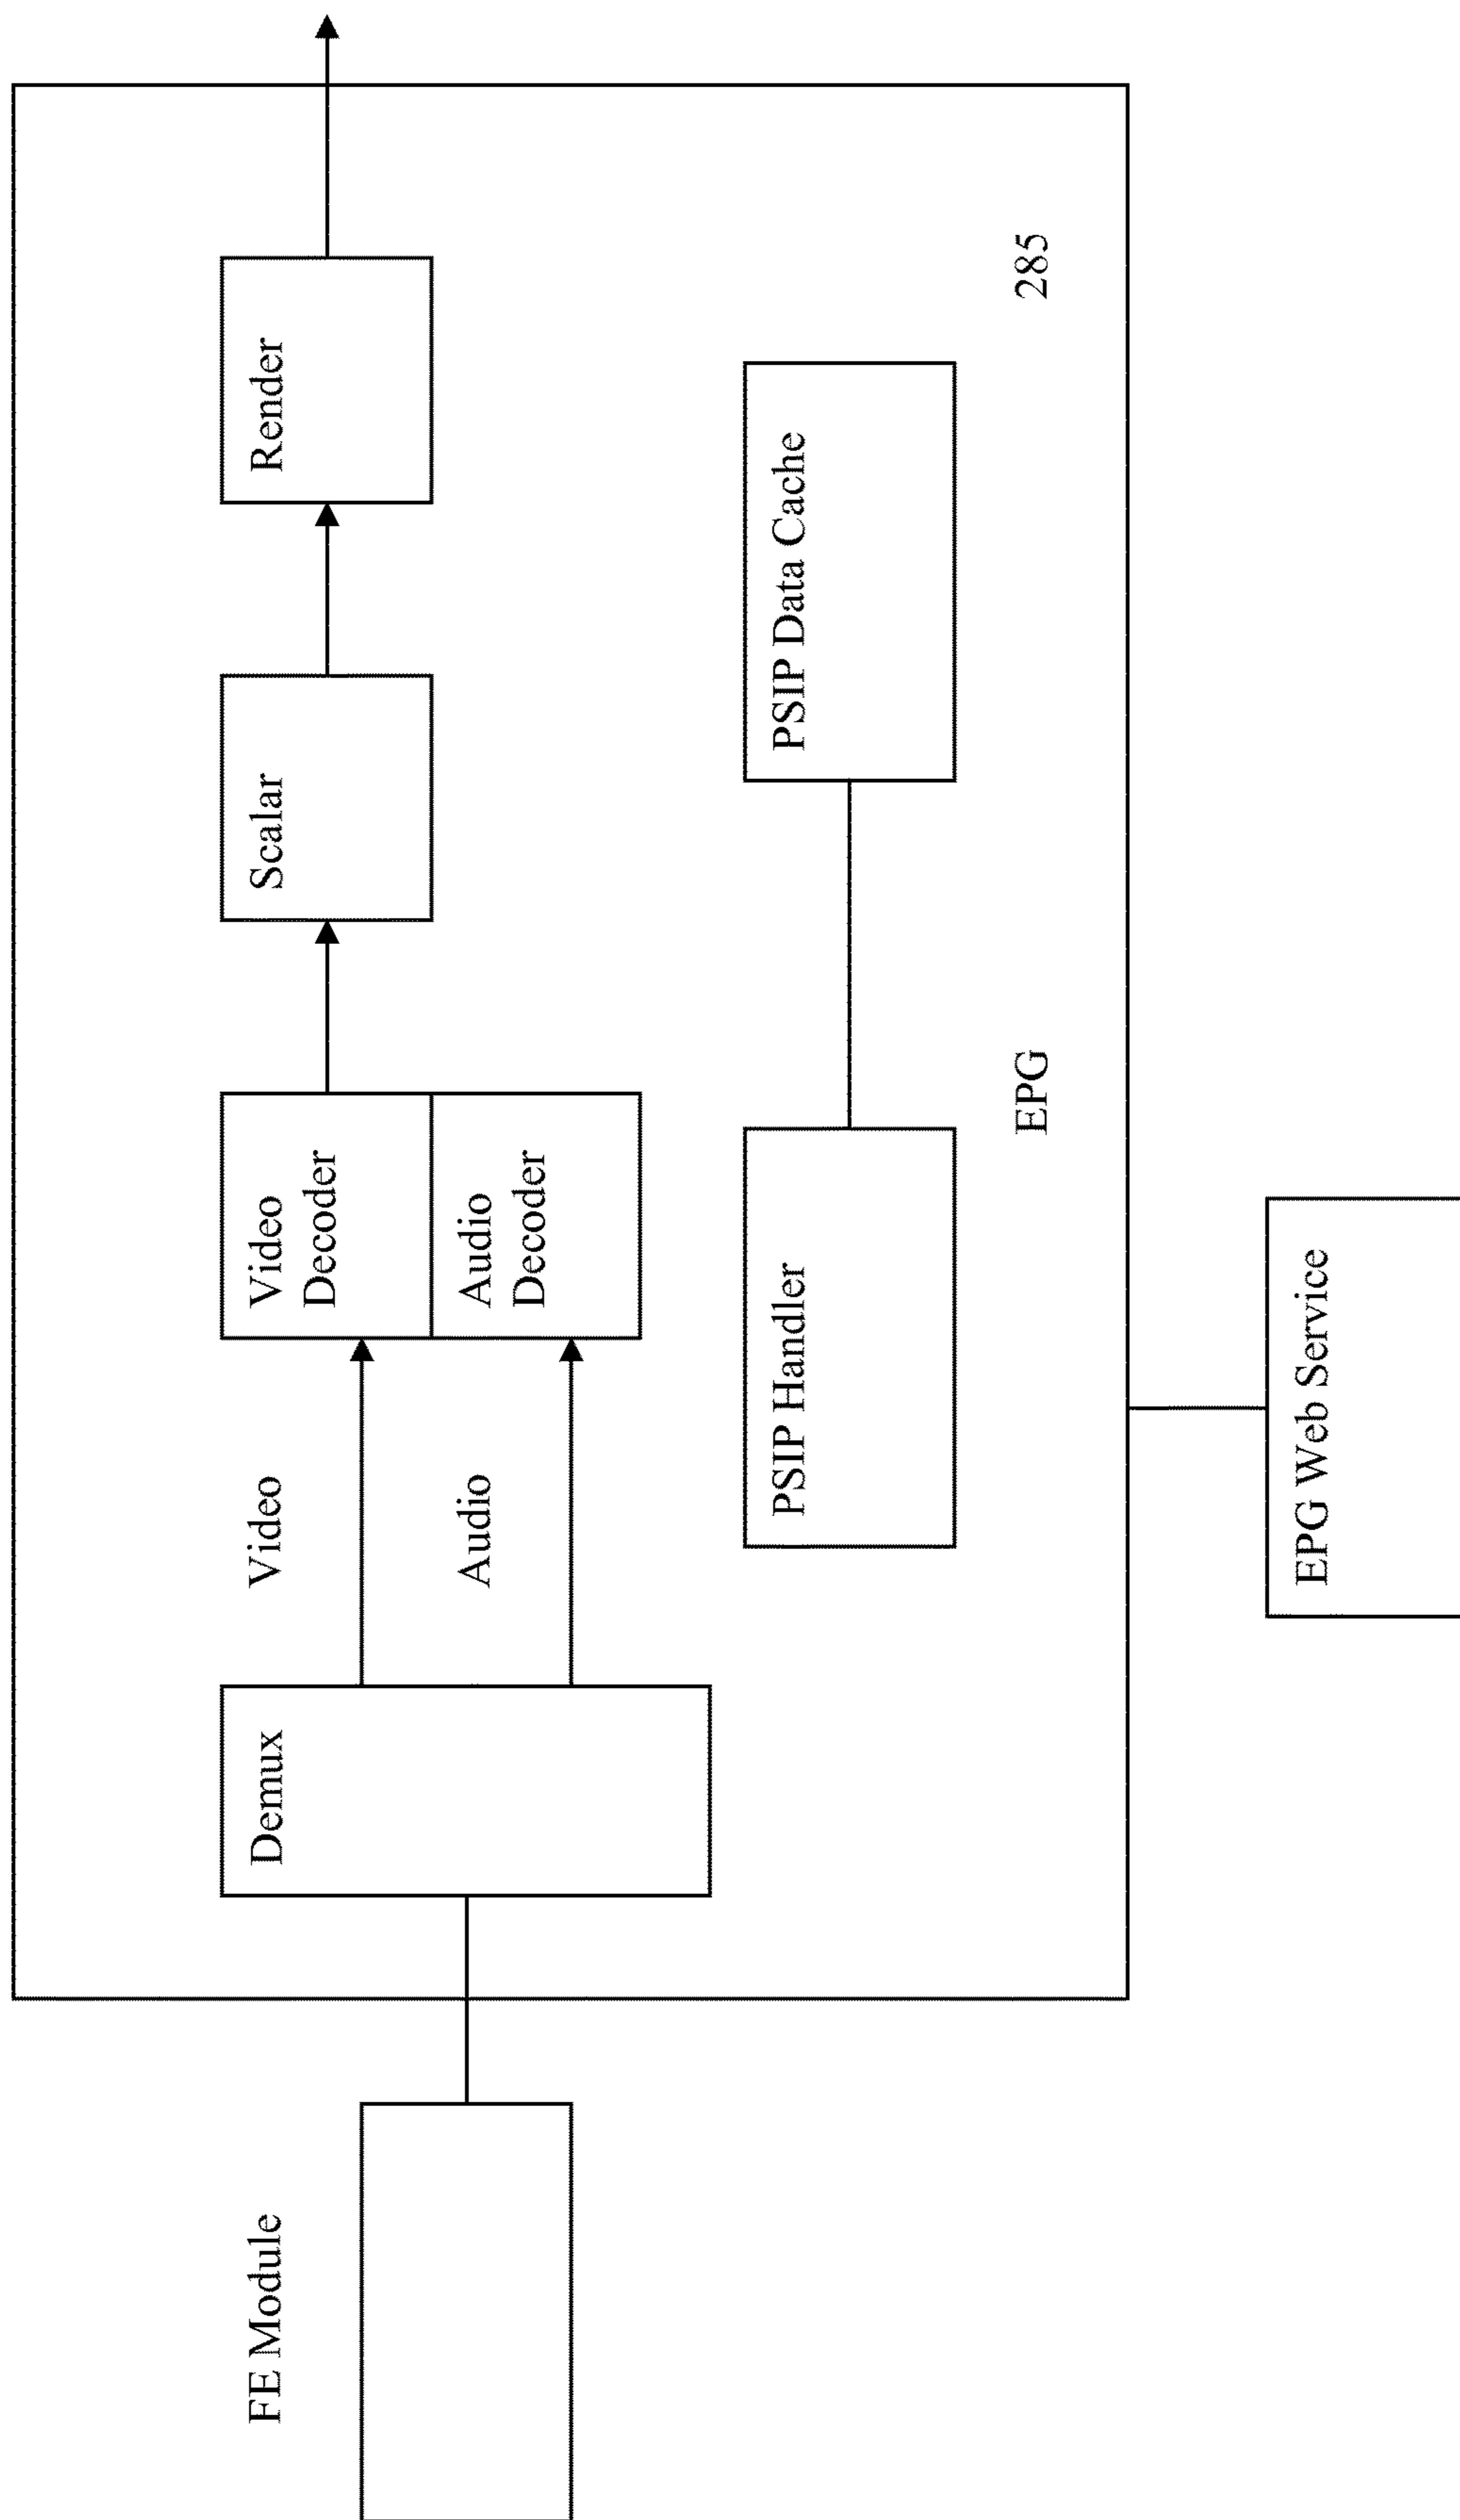 FE Module
Demux
Video
Audio
Video
Decoder
Audio
Decoder
Scalar
Render
PSIP Handler
PSIP Data Cache
EPG
285
EPG Web Service